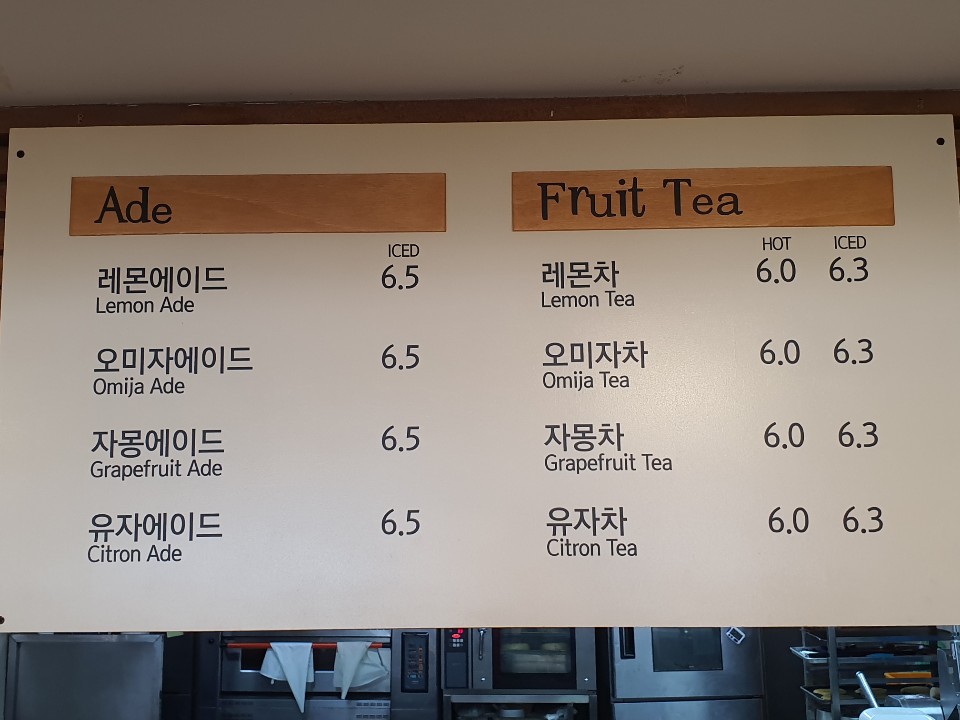 Ade
ICED
레몬에이드 6.5
Lemon Ade
오미자에이드 6.5
Omija Ade
자몽에이드 6.5
Grapefruit Ade
유자에이드 6.5
Citron Ade
Fruit Tea
HOT ICED
레몬차 6.0 6.3
Lemon Tea
오미자차 6.0 6.3
Omija Tea
자몽차 6.0 6.3
Grapefruit Tea
유자차 6.0 6.3
Citron Tea